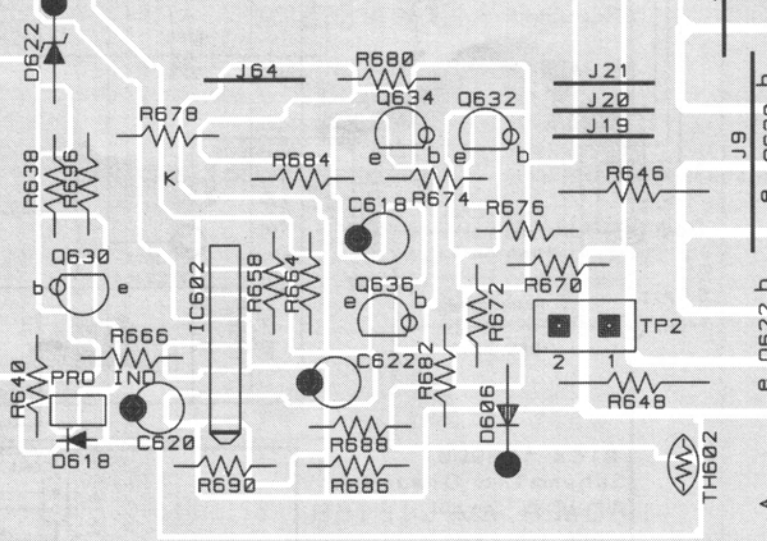 D622
J64
R680
J21
Q634
Q632
J20
R678
J19
J9
e
b
e
b
R638
R696
R684
K
R674
R646
e
C618
R676
Q630
R658
R664
IC602
Q636
R670
b
e
e
b
R672
TP2
R666
C622
R682
2
1
e Q622 b
R640
PRO
IND
R648
C620
R688
D606
D618
R690
R686
TH602